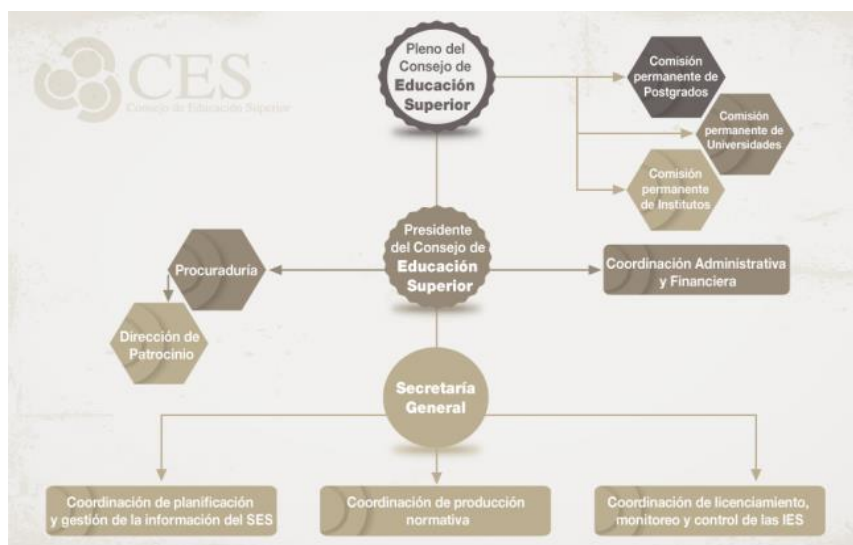 CES
Consejo de Educación Superior
Pleno del
Consejo de
Educación
Superior
Comisión
permanente de
Postgrados
Comisión
permanente de
Universidades
Comisión
permanente
de Institutos
Presidente
del Consejo de
Educación
Superior
Procuraduría
Coordinación Administrativa
y Financiera
Dirección de
Patrocinio
Secretaría
General
Coordinación de planificación
y gestión de la información del SES
Coordinación de producción
normativa
Coordinación de licenciamiento,
monitoreo y control de las IES